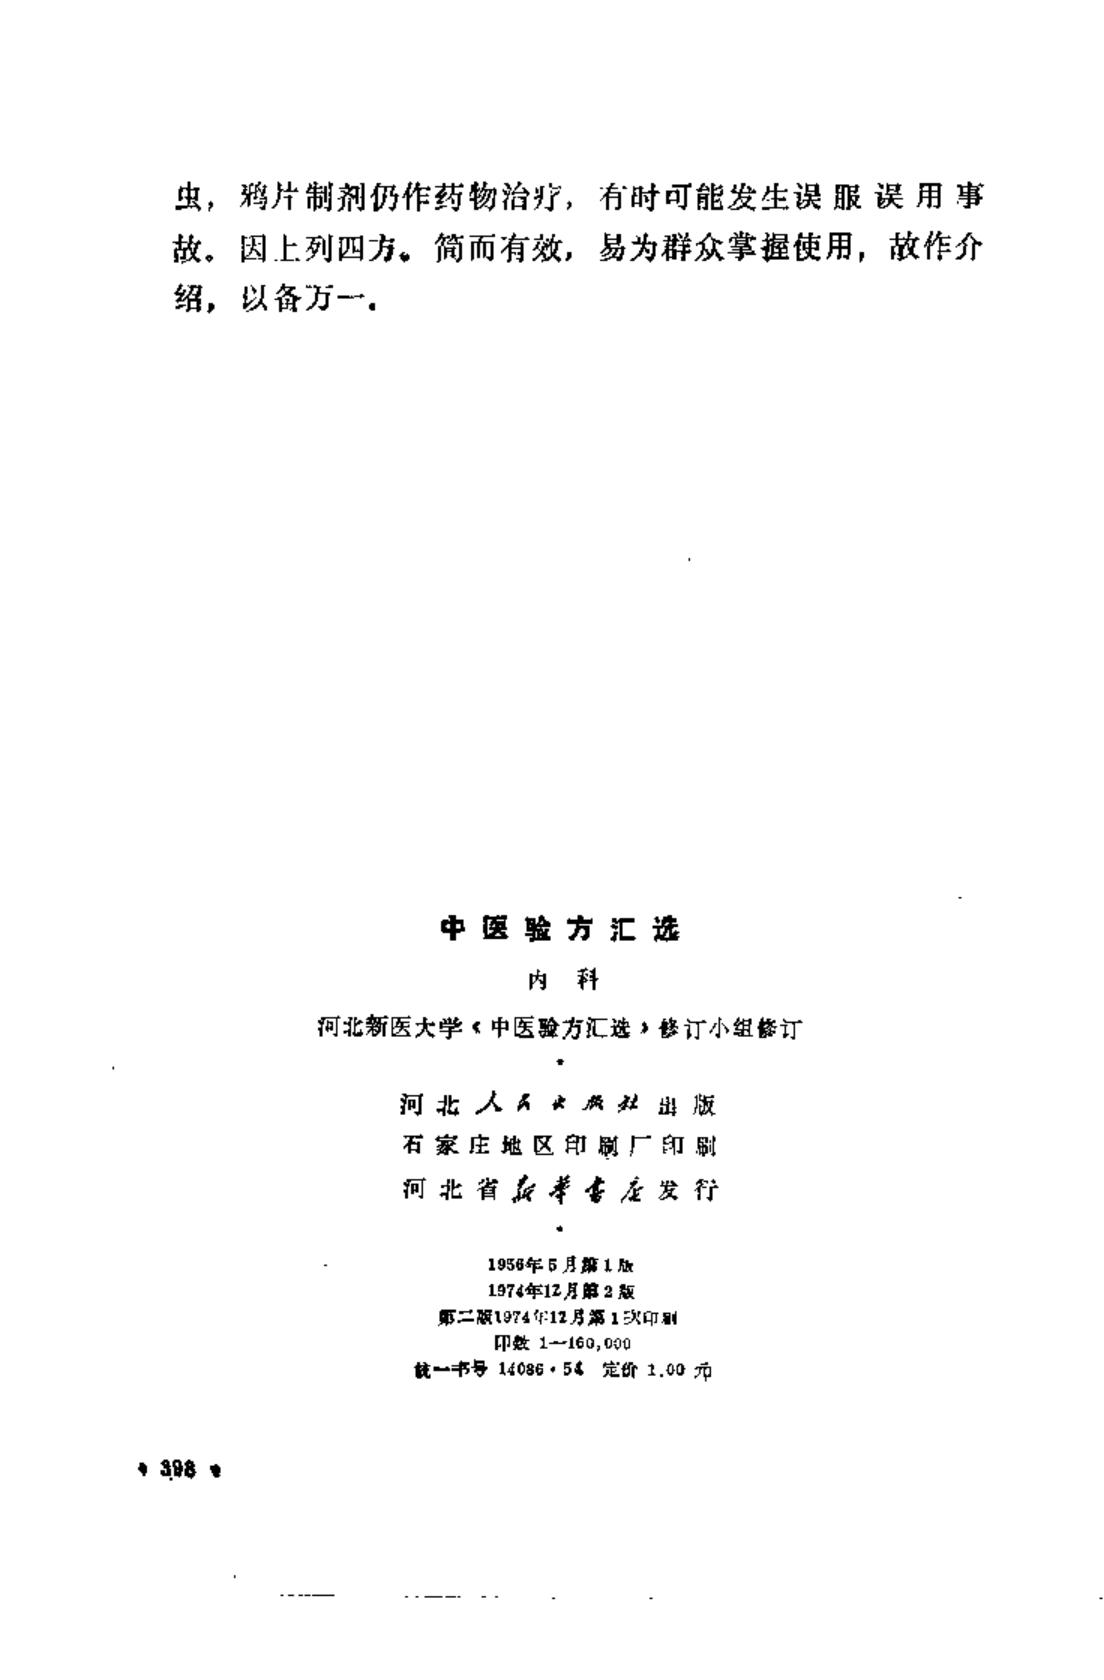 虫，鸦片制剂仍作药物治疗，有时可能发生误服误用事
故。因上列四方。简而有效，易为群众掌握使用，故作介
绍，以备万一。
中医验方汇选
内 科
河北新医大学《中医验方汇选》修订小组修订
河北人民出版社出版
石家庄地区印刷厂印刷
河北省新华书店发行
1956年5月第1版
1974年12月第2版
第二版1974年12月第1次印刷
印数 1—160,000
统一书号 14086·54 定价 1.00 元
·398·